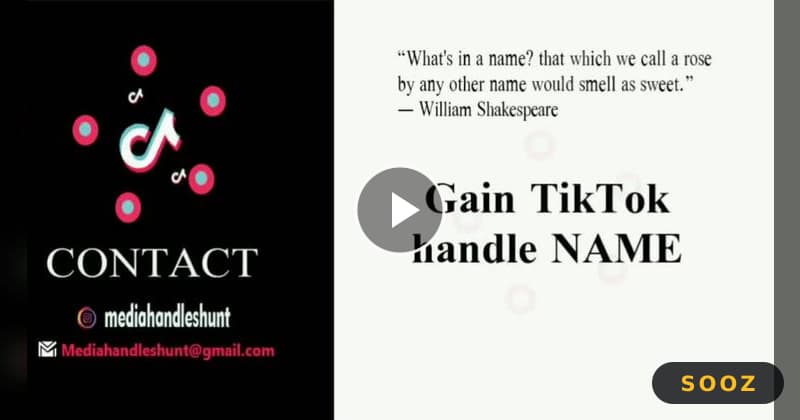 CONTACT
mediahandleshunt
Mediahandleshunt@gmail.com
“What's in a name? that which we call a rose
by any other name would smell as sweet.”
— William Shakespeare
Gain TikTok
handle NAME
SOOZ